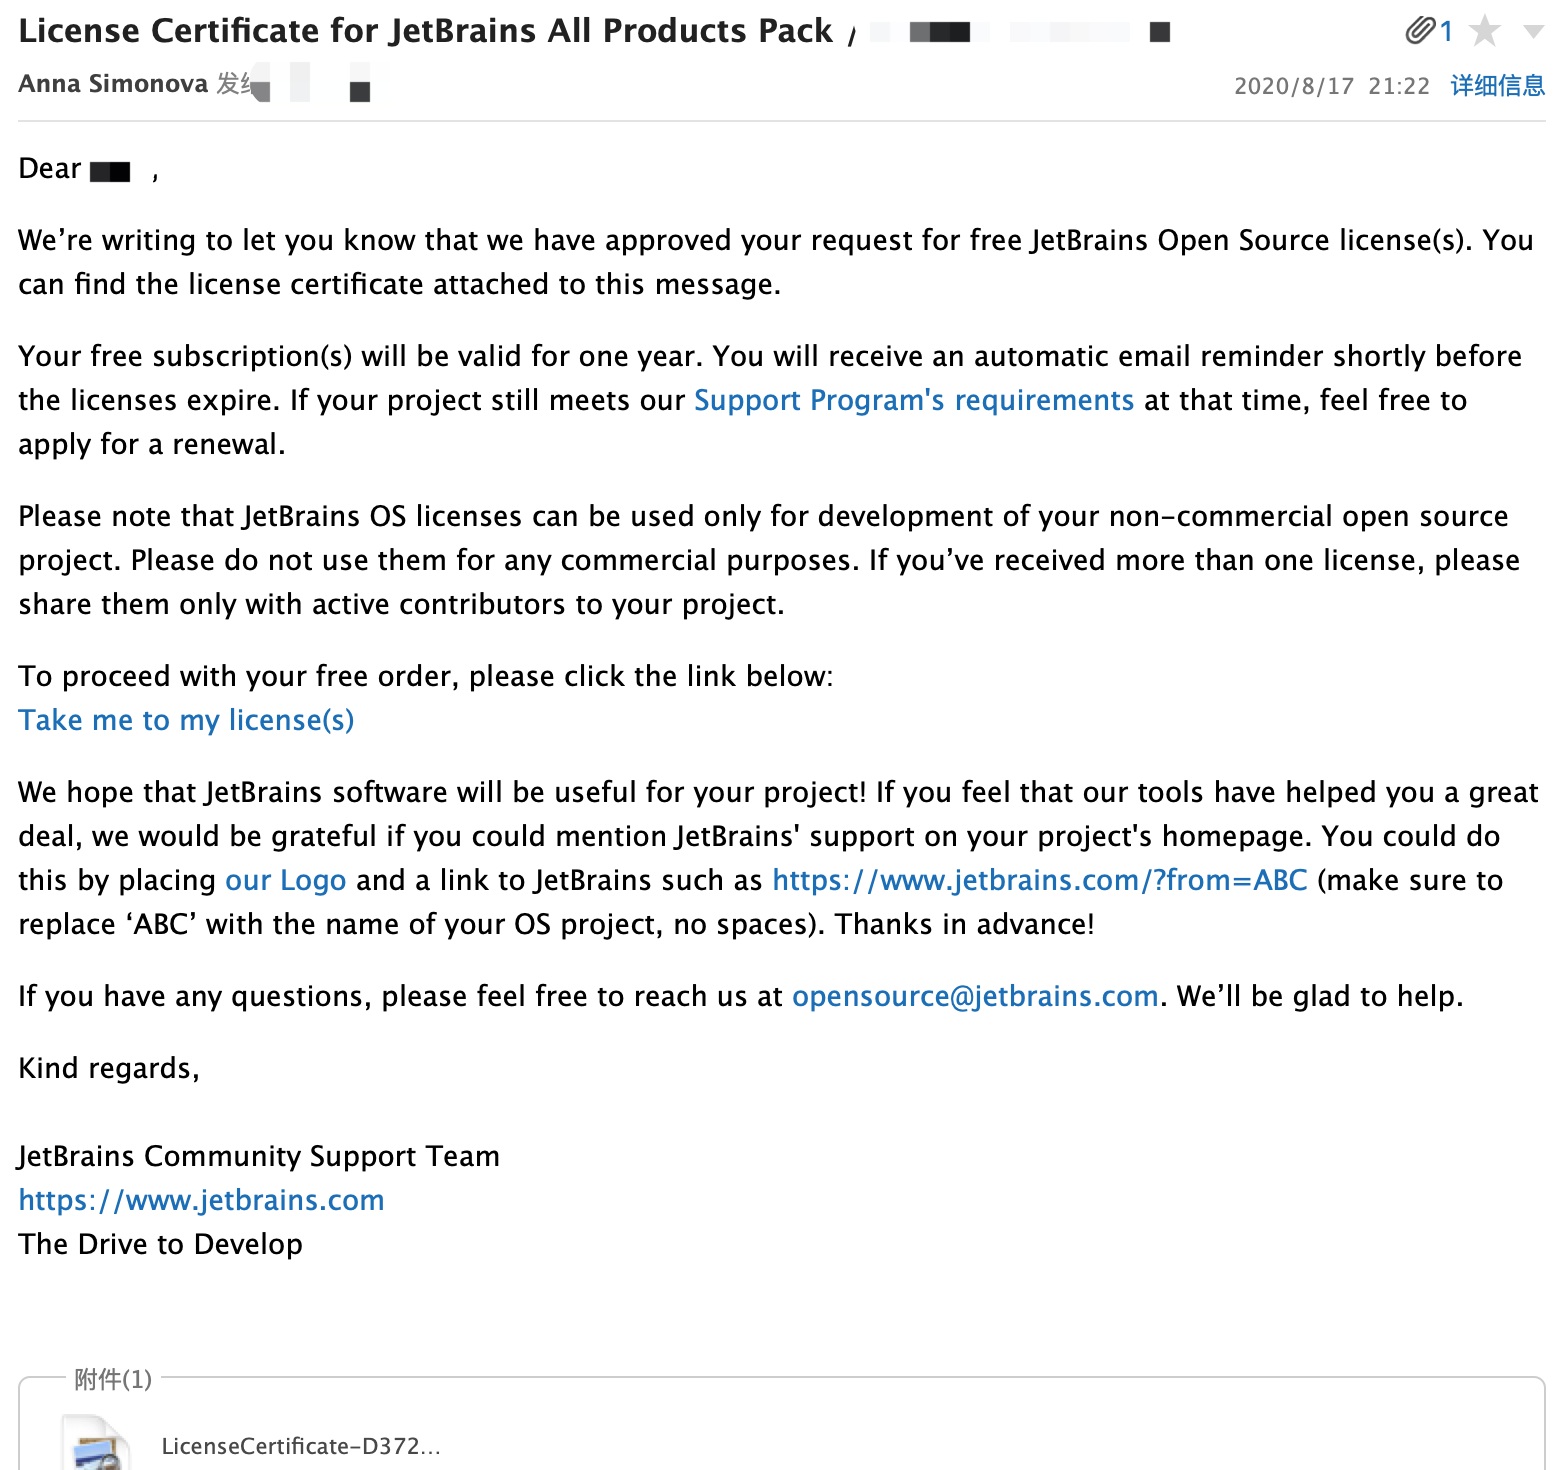 License Certificate for JetBrains All Products Pack /
1
Anna Simonova 发给
2020/8/17 21:22 详细信息
Dear ,
We’re writing to let you know that we have approved your request for free JetBrains Open Source license(s). You
can find the license certificate attached to this message.
Your free subscription(s) will be valid for one year. You will receive an automatic email reminder shortly before
the licenses expire. If your project still meets our Support Program's requirements at that time, feel free to
apply for a renewal.
Please note that JetBrains OS licenses can be used only for development of your non-commercial open source
project. Please do not use them for any commercial purposes. If you’ve received more than one license, please
share them only with active contributors to your project.
To proceed with your free order, please click the link below:
Take me to my license(s)
We hope that JetBrains software will be useful for your project! If you feel that our tools have helped you a great
deal, we would be grateful if you could mention JetBrains' support on your project's homepage. You could do
this by placing our Logo and a link to JetBrains such as https://www.jetbrains.com/?from=ABC (make sure to
replace ‘ABC’ with the name of your OS project, no spaces). Thanks in advance!
If you have any questions, please feel free to reach us at opensource@jetbrains.com. We’ll be glad to help.
Kind regards,
JetBrains Community Support Team
https://www.jetbrains.com
The Drive to Develop
附件(1)
LicenseCertificate-D372...